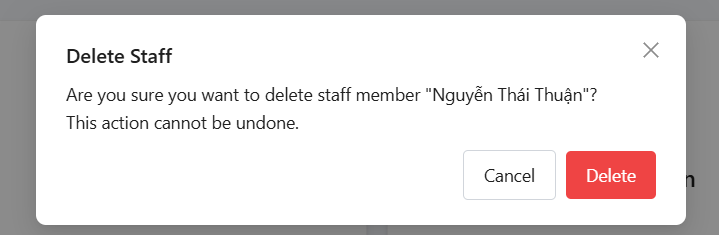 Delete Staff
Are you sure you want to delete staff member "Nguyễn Thái Thuận"?
This action cannot be undone.
Cancel
Delete